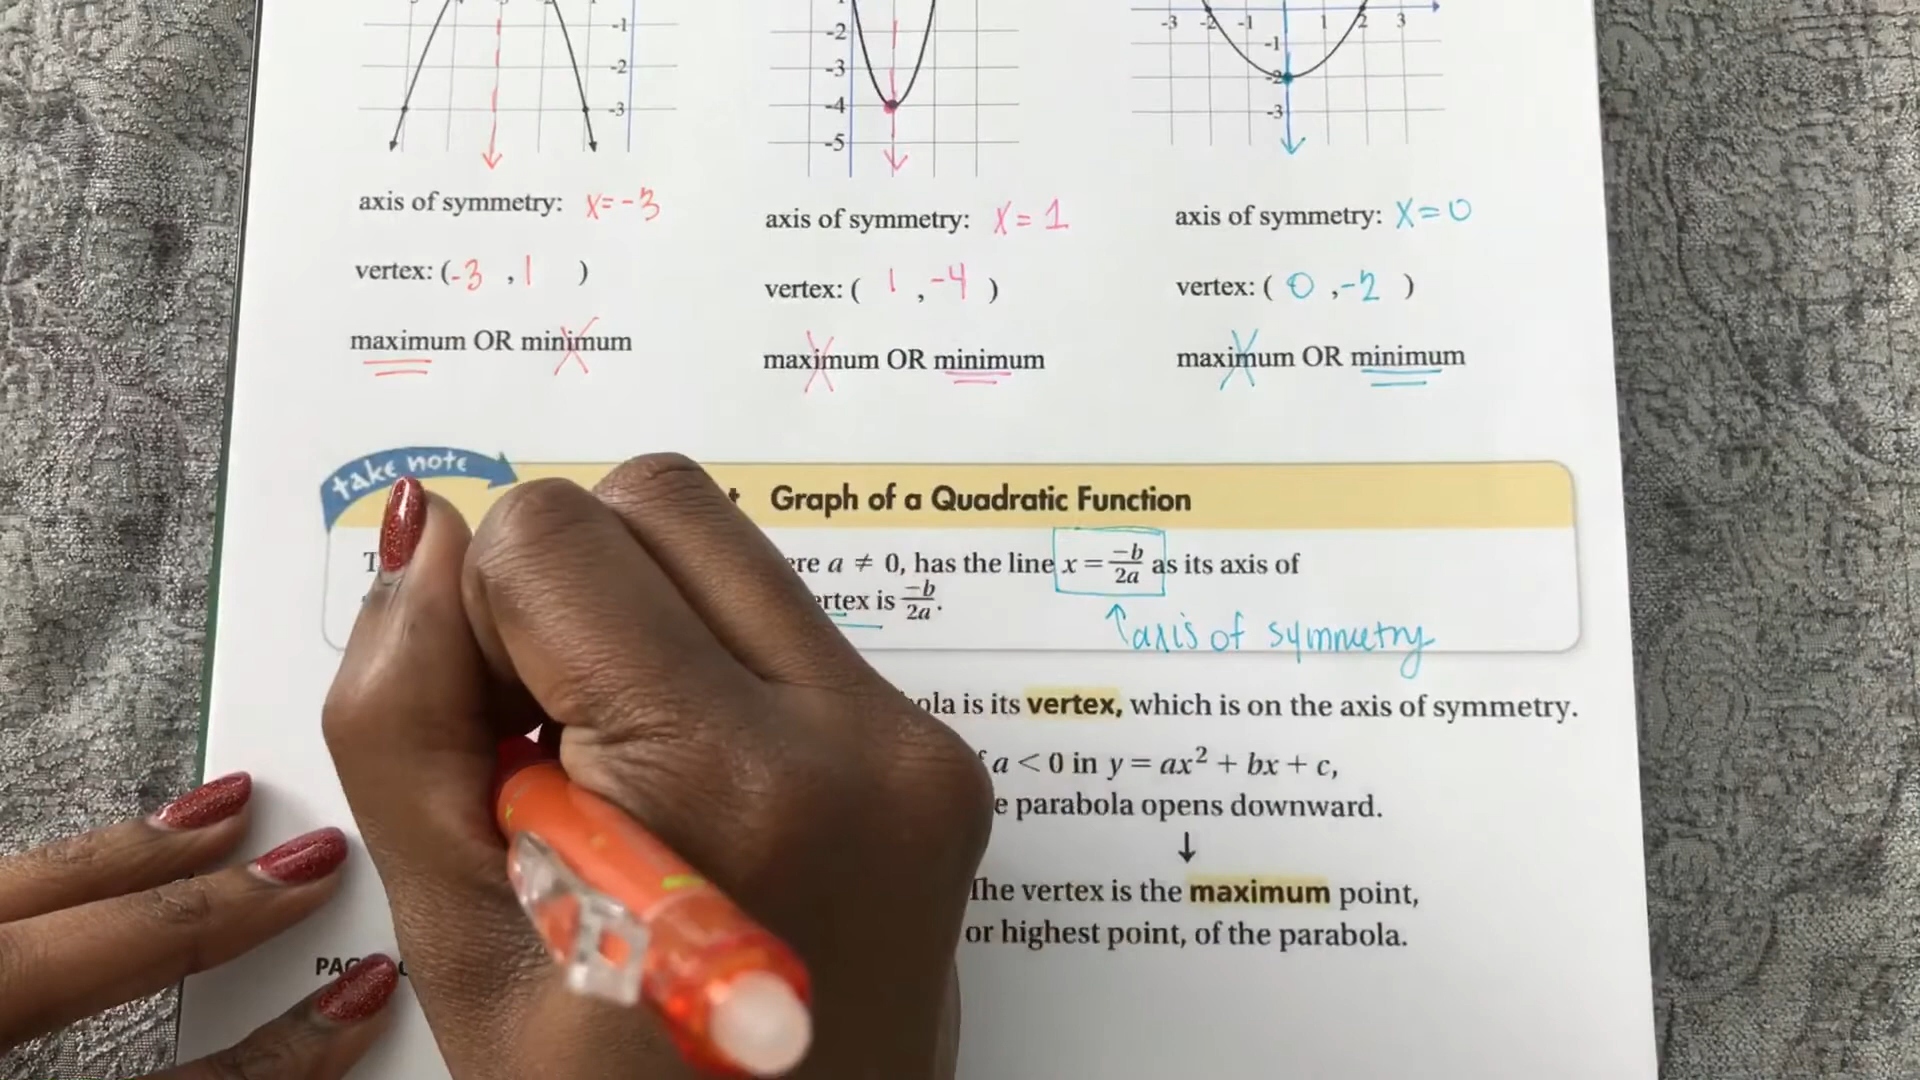 -1
-2
-3
-2
-3
-4
-5
-3 -2 -1 1 2 3
-1
-2
-3
axis of symmetry: x=-3
axis of symmetry: x=1
axis of symmetry: x=0
vertex: (-3 , 1 )
vertex: ( 1 , -4 )
vertex: ( 0 , -2 )
maximum OR minimum
maximum OR minimum
maximum OR minimum
take note
Graph of a Quadratic Function
a ≠ 0, has the line x = -b/2a as its axis of
is -b/2a.
↑axis of symmetry
is its vertex, which is on the axis of symmetry.
a < 0 in y = ax² + bx + c,
parabola opens downward.
↓
The vertex is the maximum point,
or highest point, of the parabola.